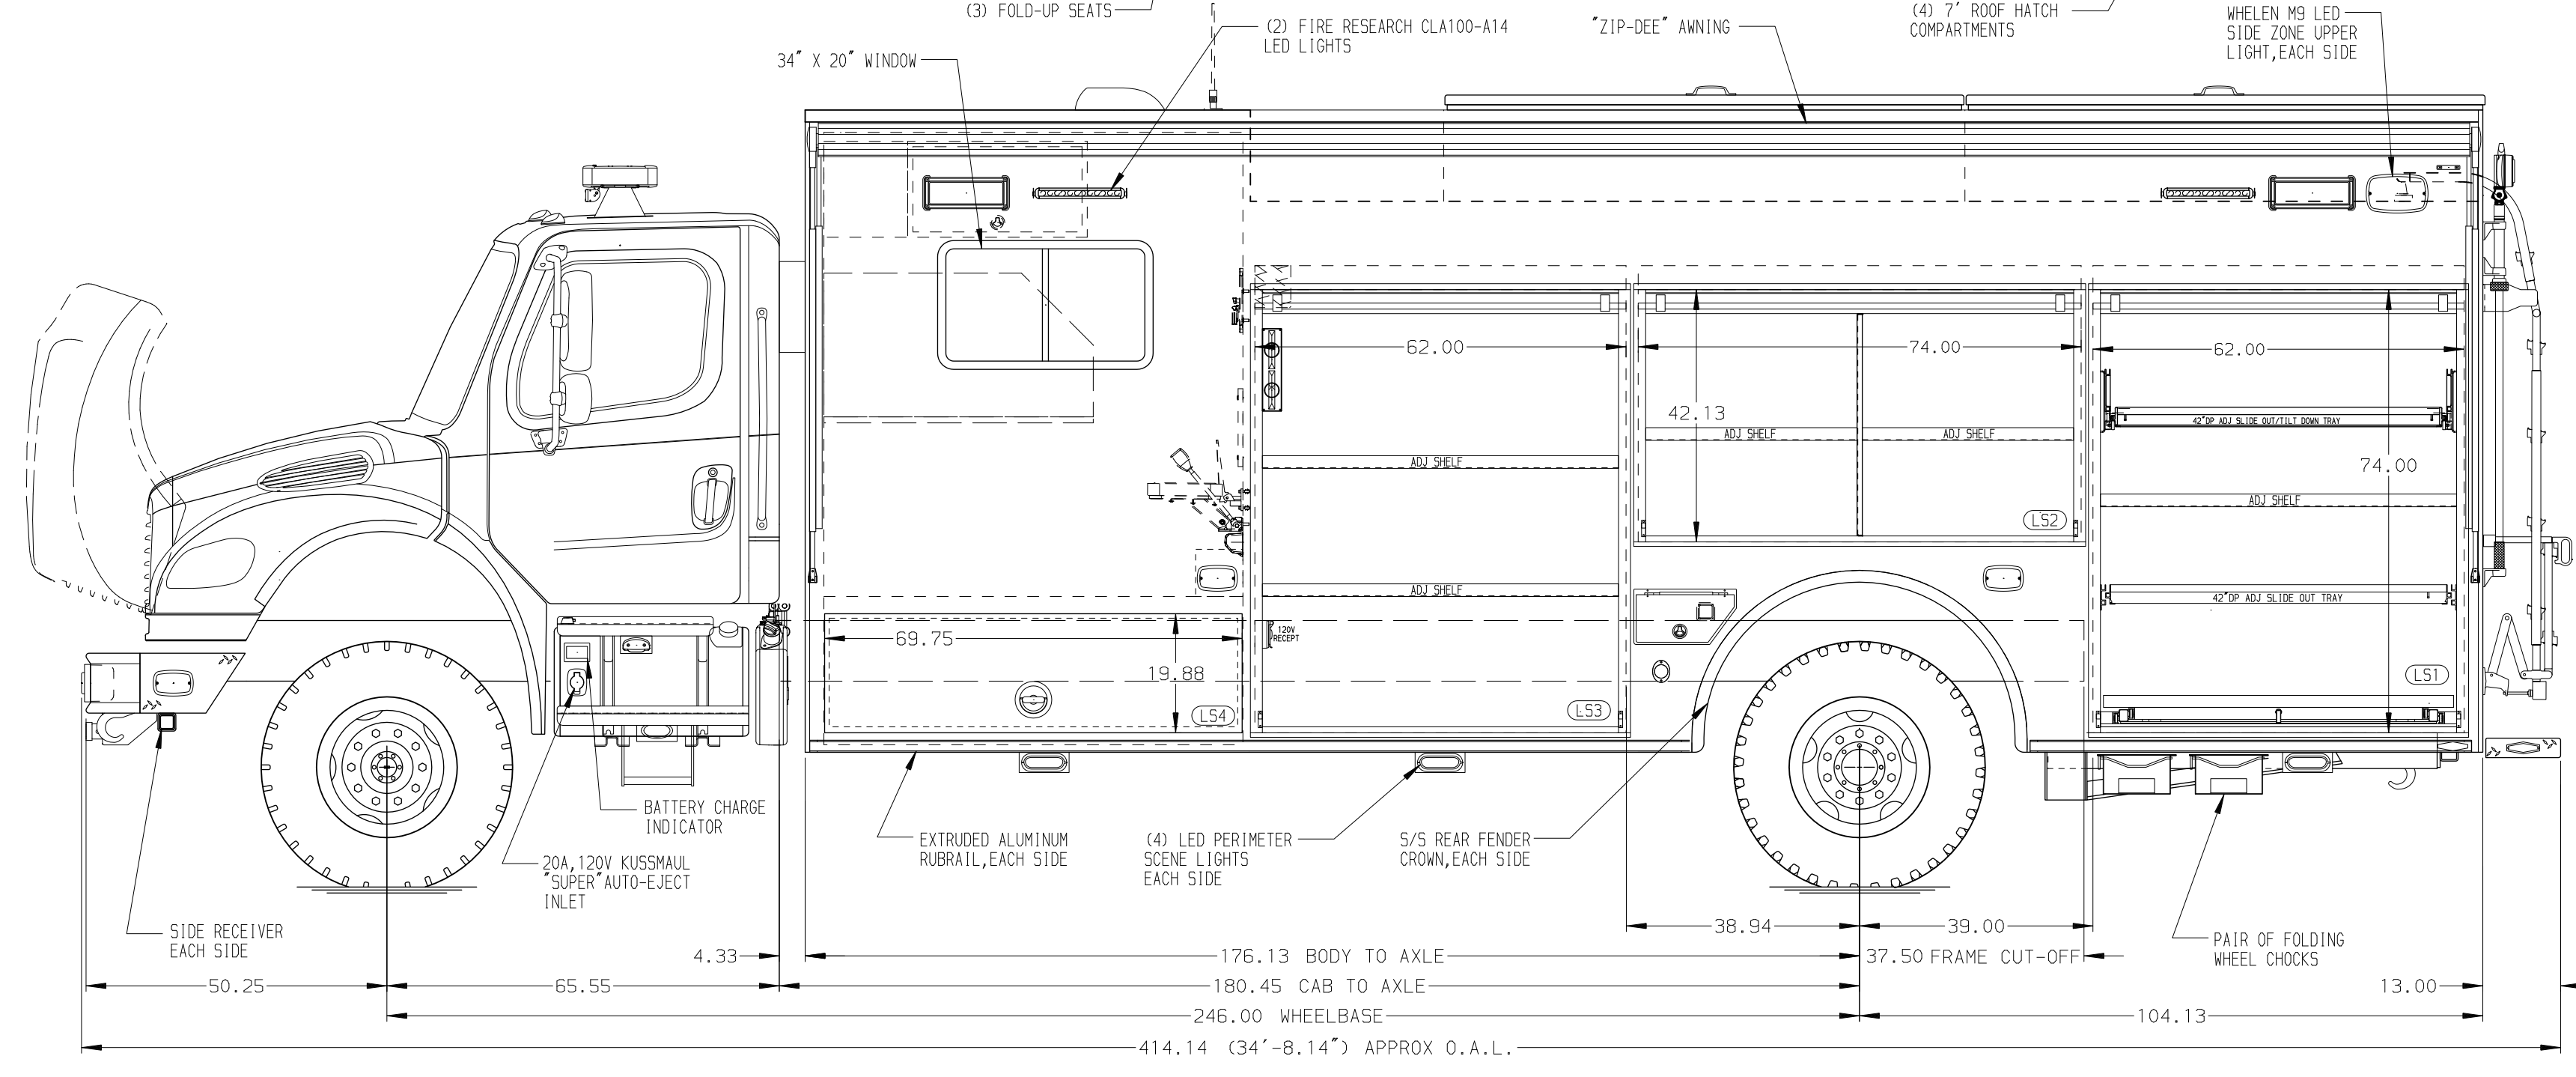 (3) FOLD-UP SEATS
(2) FIRE RESEARCH CLA100-A14
LED LIGHTS
"ZIP-DEE" AWNING
(4) 7' ROOF HATCH
COMPARTMENTS
WHELEN M9 LED
SIDE ZONE UPPER
LIGHT,EACH SIDE
34" X 20" WINDOW
62.00
74.00
62.00
42.13
42"DP ADJ SLIDE OUT/TILT DOWN TRAY
ADJ SHELF
ADJ SHELF
ADJ SHELF
74.00
ADJ SHELF
LS2
ADJ SHELF
42"DP ADJ SLIDE OUT TRAY
69.75
120V
RECEPT
19.88
LS1
LS4
LS3
BATTERY CHARGE
INDICATOR
20A,120V KUSSMAUL
"SUPER"AUTO-EJECT
INLET
EXTRUDED ALUMINUM
RUBRAIL,EACH SIDE
(4) LED PERIMETER
SCENE LIGHTS
EACH SIDE
S/S REAR FENDER
CROWN,EACH SIDE
SIDE RECEIVER
EACH SIDE
PAIR OF FOLDING
WHEEL CHOCKS
38.94
39.00
4.33
176.13 BODY TO AXLE
37.50 FRAME CUT-OFF
50.25
65.55
180.45 CAB TO AXLE
13.00
246.00 WHEELBASE
104.13
414.14 (34'-8.14") APPROX O.A.L.